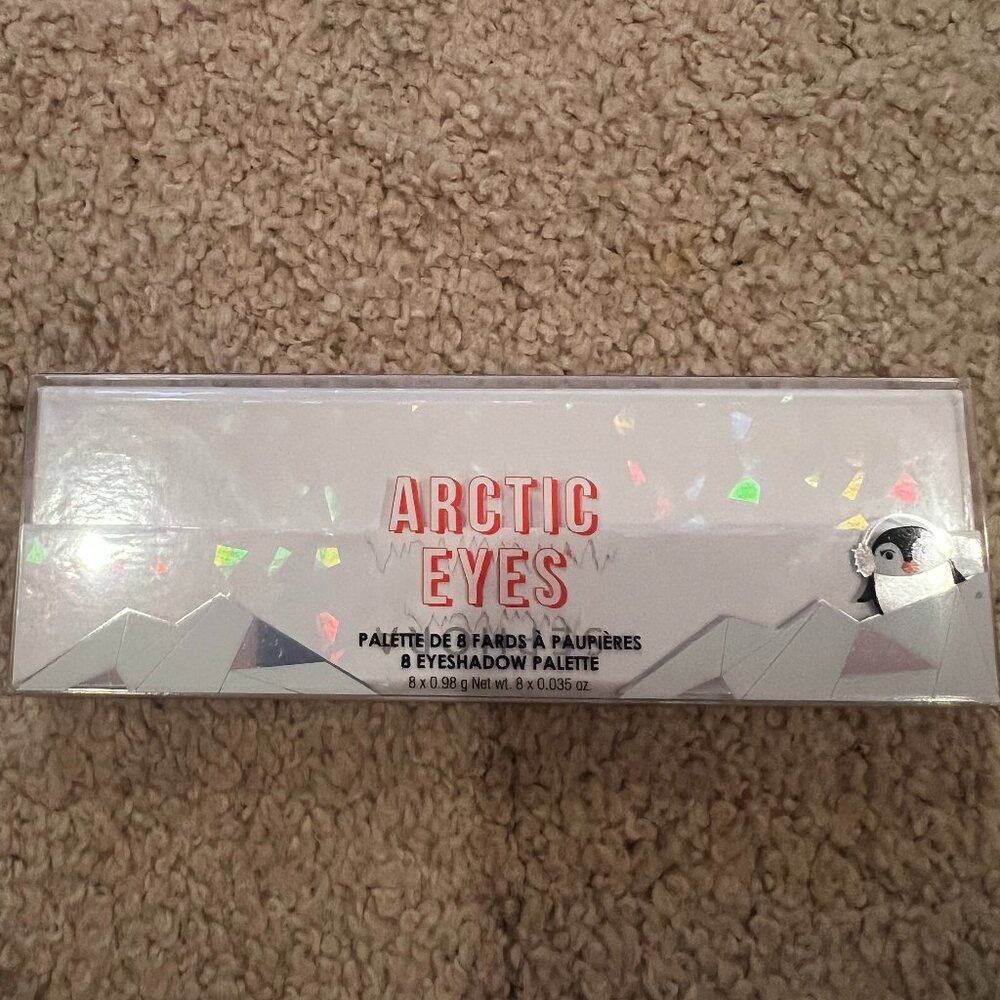 ARCTIC
EYES
PALETTE DE 8 FARDS À PAUPIÈRES
8 EYESHADOW PALETTE
8 x 0.98 g Net wt. 8 x 0.035 oz.